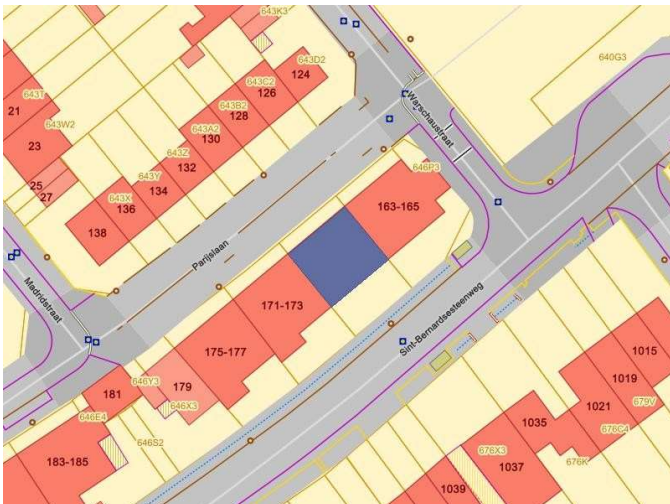 643K3
640G3
643D2
124
643C2
126
643B2
128
643A2
130
643Z
132
643Y
134
643X
136
138
643T
21
643W2
23
25
27
Warschaustraat
646P3
163-165
Parijslaan
Madridstraat
171-173
Sint-Bernardsesteenweg
175-177
646Y3
179
646X3
181
646E4
183-185
646S2
1015
1019
679V
1021
676C4
1035
676X3
1037
676K
1039